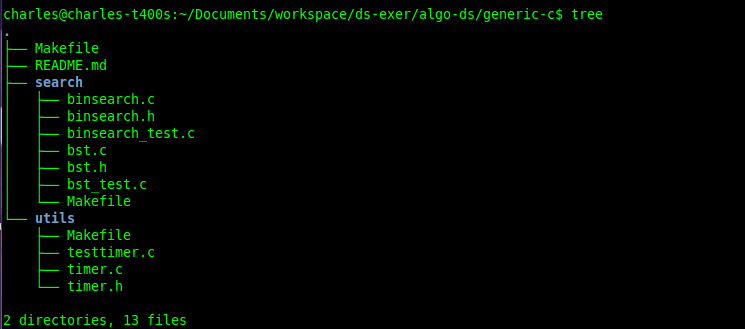 charles@charles-t400s:~/Documents/workspace/ds-exer/algo-ds/generic-c$ tree
.
├── Makefile
├── README.md
├── search
│   ├── binsearch.c
│   ├── binsearch.h
│   ├── binsearch_test.c
│   ├── bst.c
│   ├── bst.h
│   ├── bst_test.c
│   └── Makefile
└── utils
    ├── Makefile
    ├── testtimer.c
    ├── timer.c
    └── timer.h

2 directories, 13 files